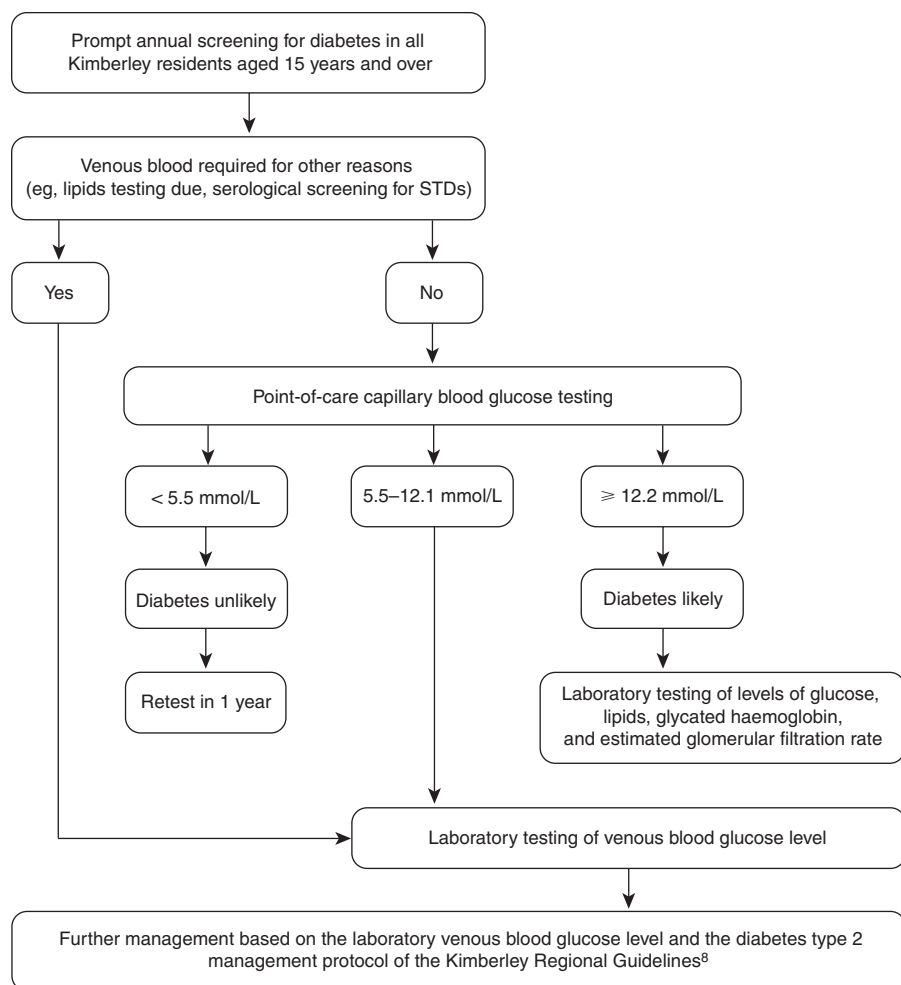 Prompt annual screening for diabetes in all
Kimberley residents aged 15 years and over
Venous blood required for other reasons
(eg, lipids testing due, serological screening for STDs)
Yes
No
Point-of-care capillary blood glucose testing
< 5.5 mmol/L
5.5–12.1 mmol/L
⩾ 12.2 mmol/L
Diabetes unlikely
Diabetes likely
Retest in 1 year
Laboratory testing of levels of glucose,
lipids, glycated haemoglobin,
and estimated glomerular filtration rate
Laboratory testing of venous blood glucose level
Further management based on the laboratory venous blood glucose level and the diabetes type 2
management protocol of the Kimberley Regional Guidelines⁸